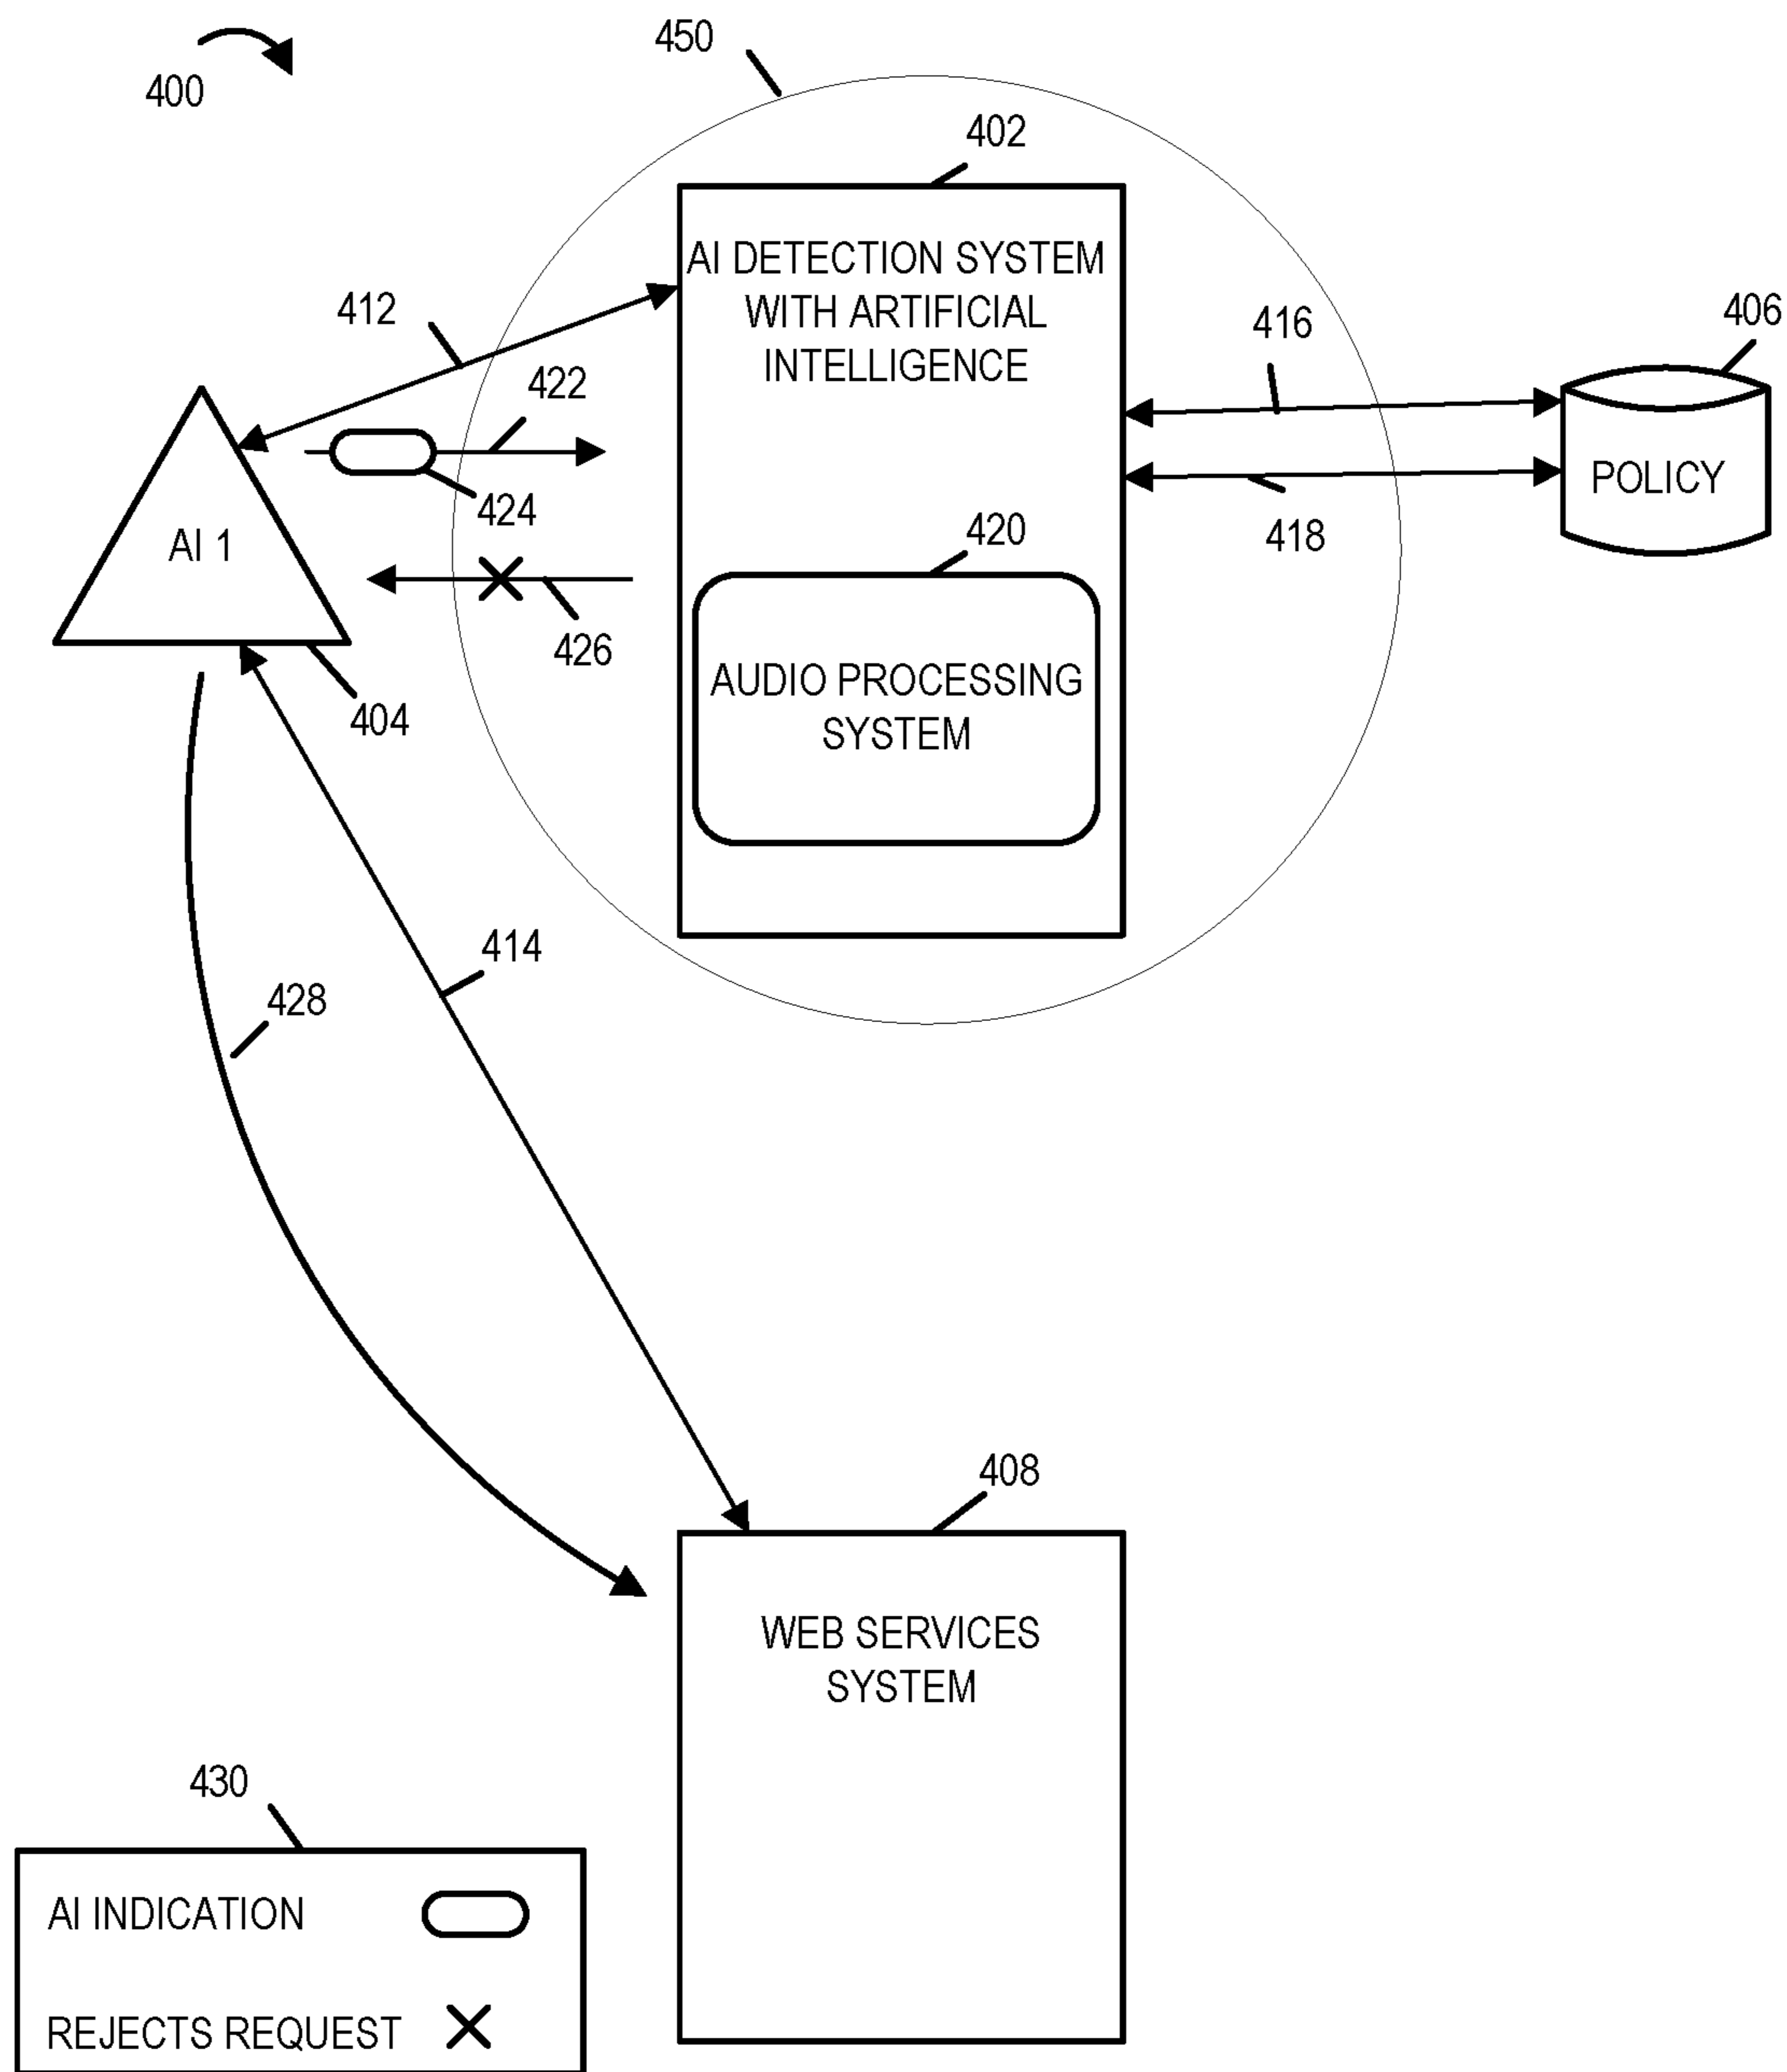 400
450
402
AI DETECTION SYSTEM
WITH ARTIFICIAL
INTELLIGENCE
412
422
416
406
424
AI 1
POLICY
418
420
426
404
AUDIO PROCESSING
SYSTEM
414
428
408
WEB SERVICES
SYSTEM
430
AI INDICATION
REJECTS REQUEST